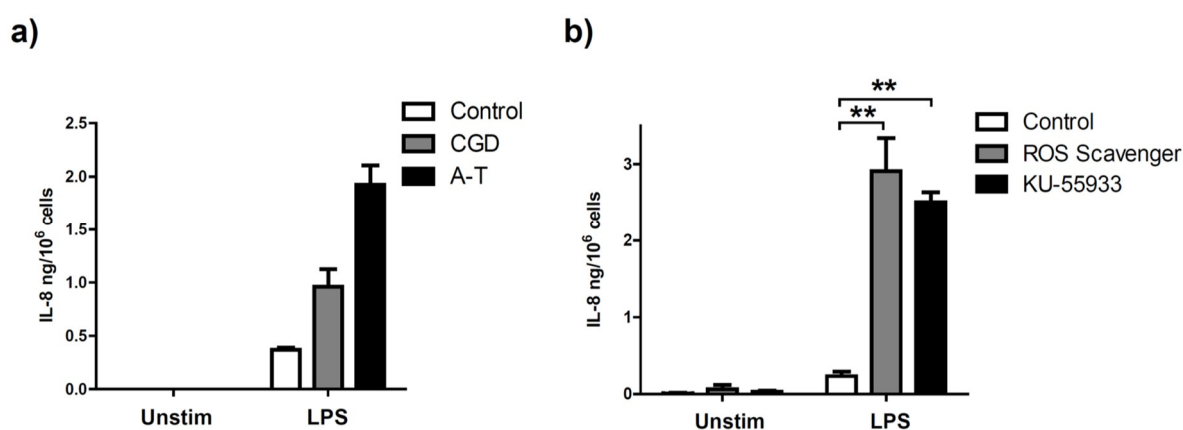 a)
IL-8 ng/10⁶ cells
2.5
2.0
1.5
1.0
0.5
0.0
Unstim
LPS
Control
CGD
A-T
b)
IL-8 ng/10⁶ cells
3
2
1
0
**
**
Unstim
LPS
Control
ROS Scavenger
KU-55933